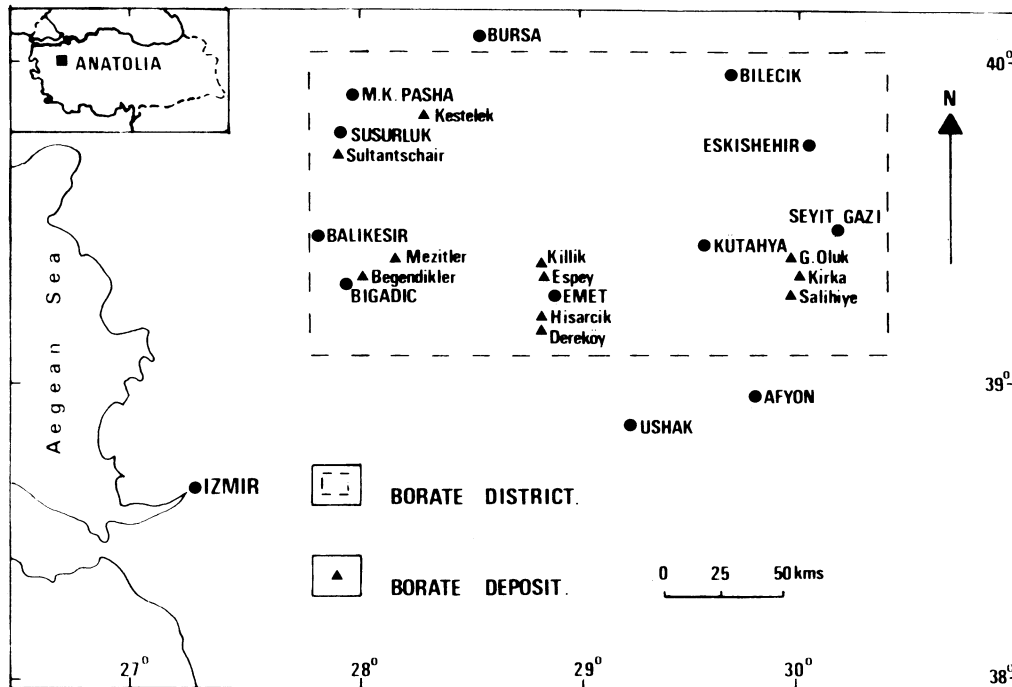 ANATOLIA
BURSA
40°
BILECIK
M.K. PASHA
Kestelek
N
SUSURLUK
ESKISHEHIR
Sultantschair
SEYIT GAZI
BALIKESIR
KÜTAHYA
Mezitler
Killik
G.Oluk
Begendikler
Espey
Kirka
BIGADIC
EMET
Salihiye
Hisarcik
Dereköy
Aegean Sea
39°
AFYON
USHAK
IZMIR
BORATE DISTRICT.
BORATE DEPOSIT.
0 25 50 kms
27° 28° 29° 30° 38°